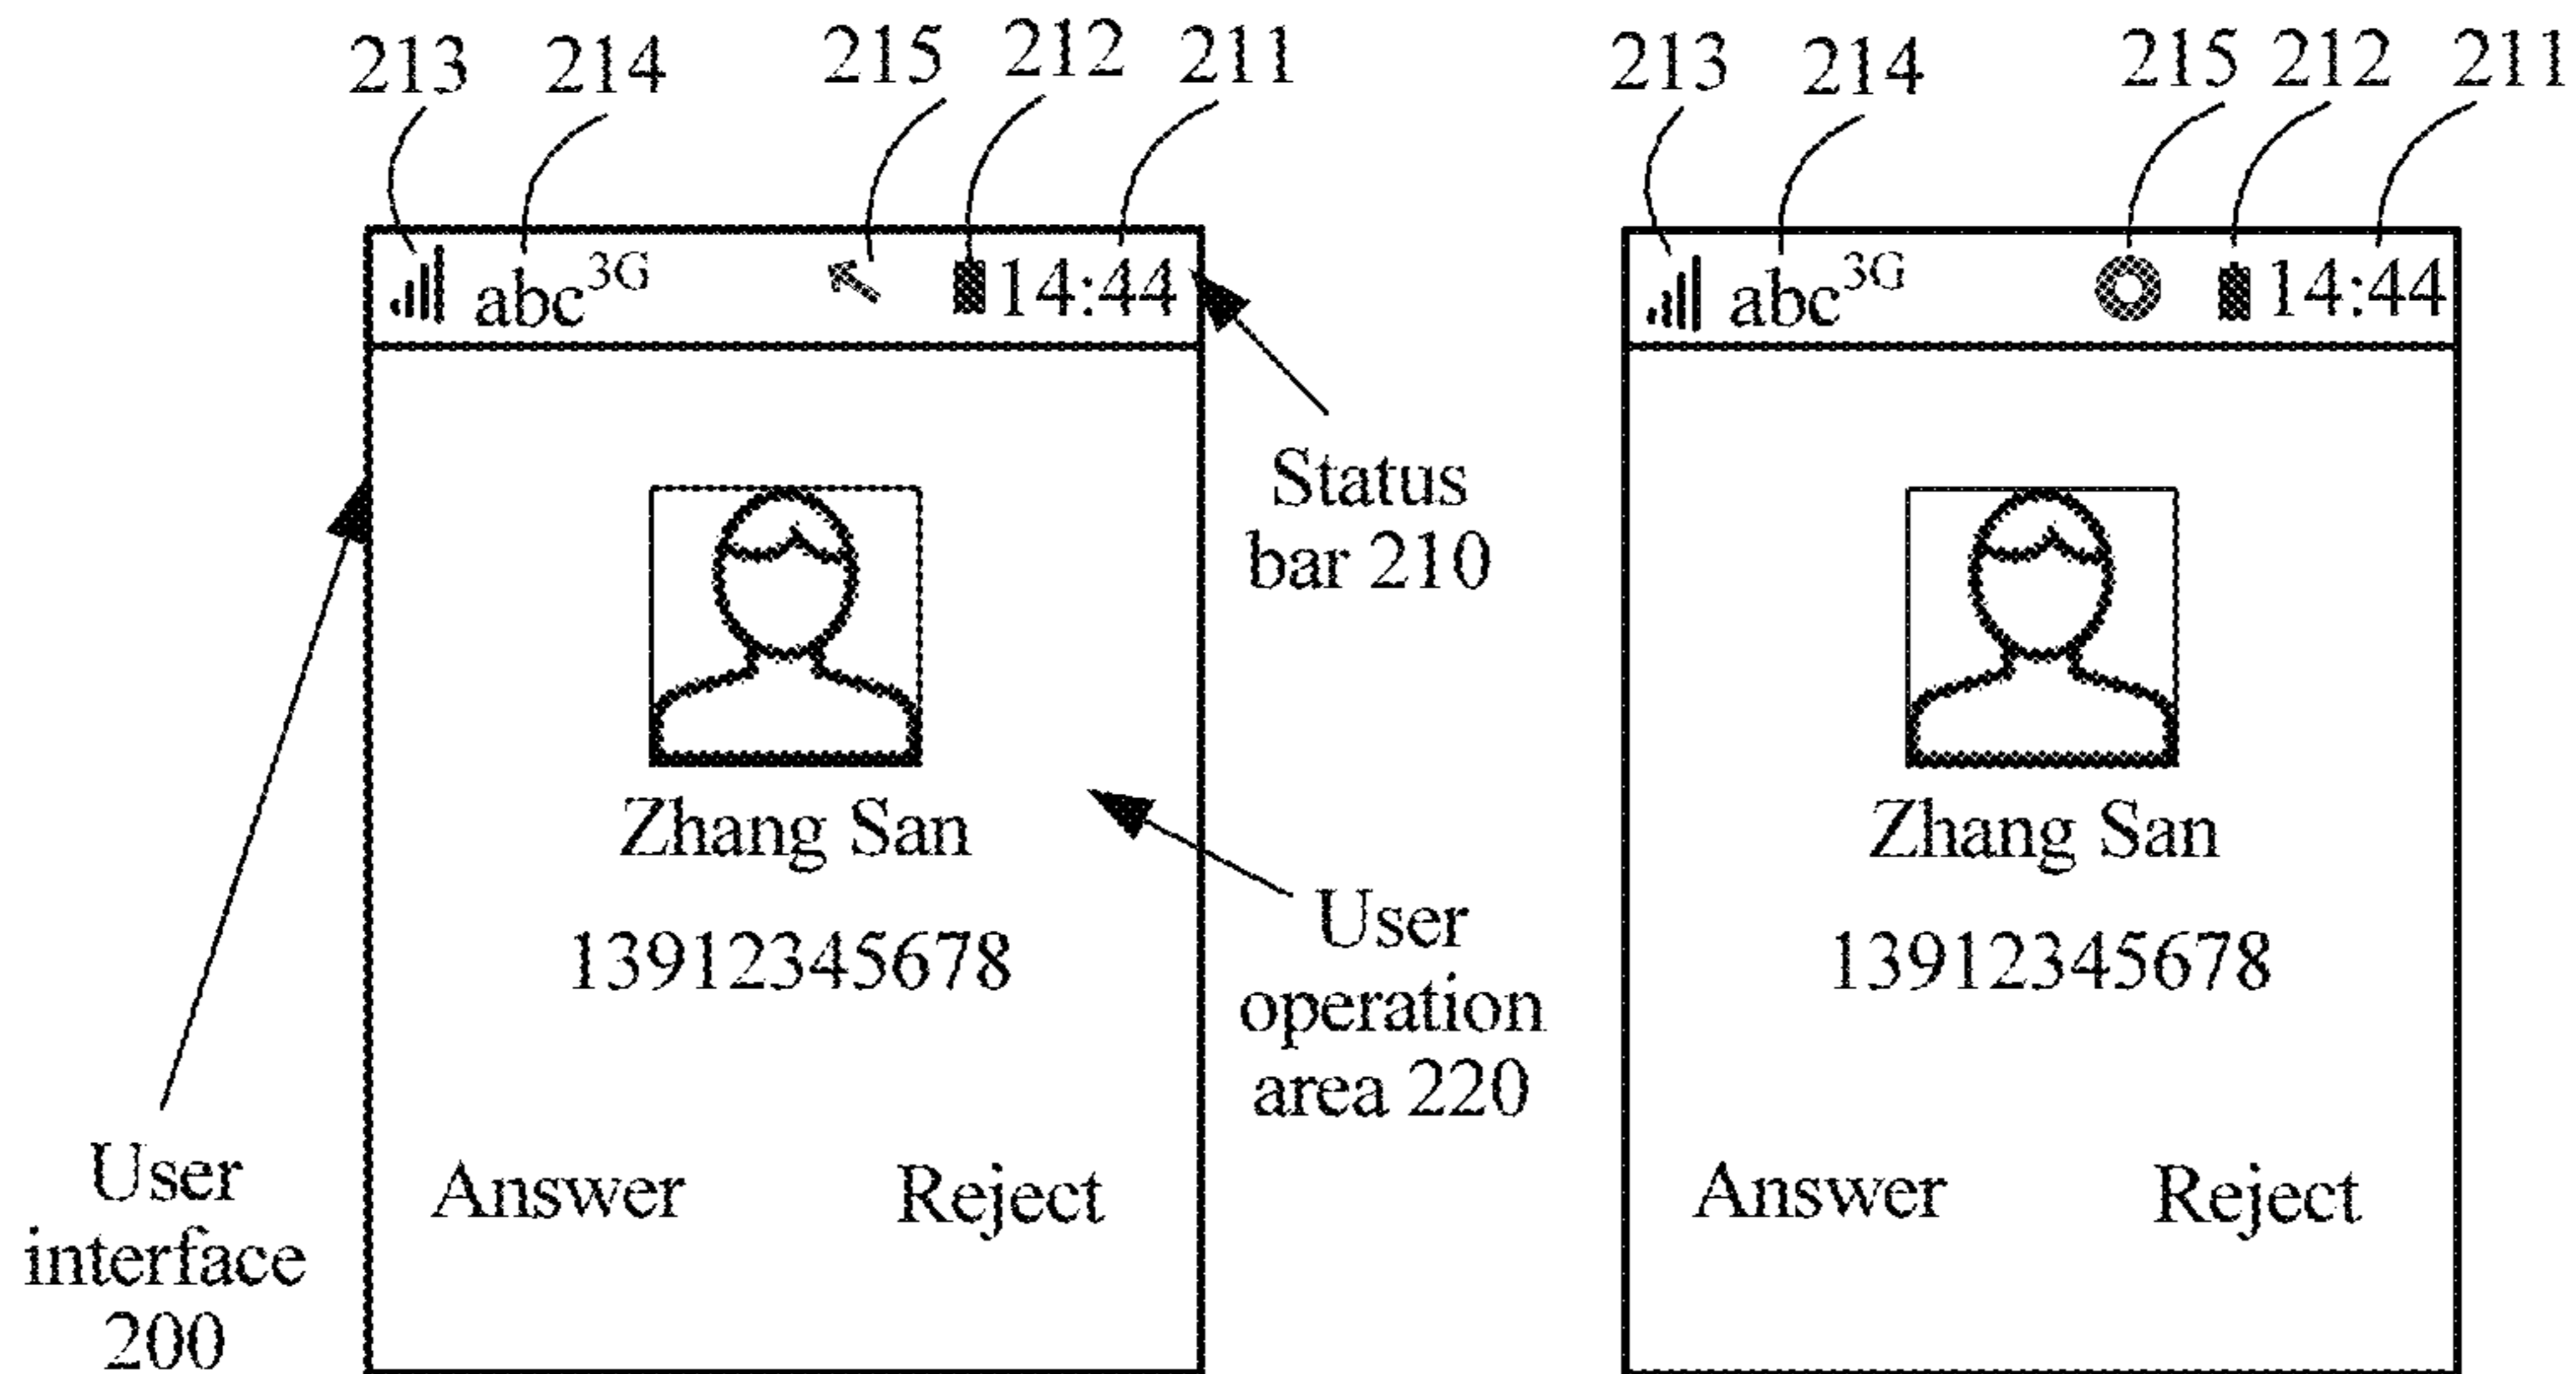 213 214 215 212 211
abc3G 14:44
Status
bar 210
Zhang San
13912345678
User
operation
area 220
Answer Reject
User
interface
200
213 214 215 212 211
abc3G 14:44
Zhang San
13912345678
Answer Reject